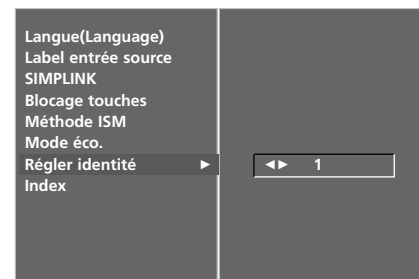 Langue(Language)
Label entrée source
SIMPLINK
Blocage touches
Méthode ISM
Mode éco.
Régler identité ► ◄► 1
Index